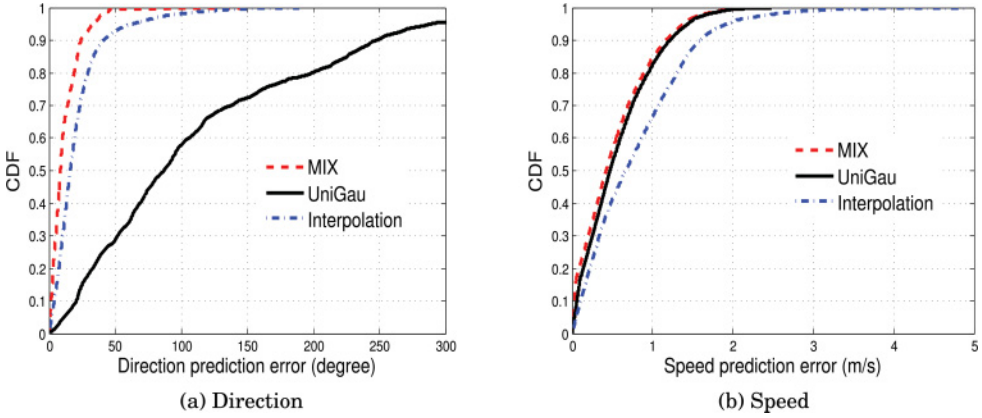 1
0.9
0.8
0.7
0.6
0.5
0.4
0.3
0.2
0.1
0
CDF
MIX
UniGau
Interpolation
0 50 100 150 200 250 300
Direction prediction error (degree)
(a) Direction
1
0.9
0.8
0.7
0.6
0.5
0.4
0.3
0.2
0.1
0
CDF
MIX
UniGau
Interpolation
0 1 2 3 4 5
Speed prediction error (m/s)
(b) Speed